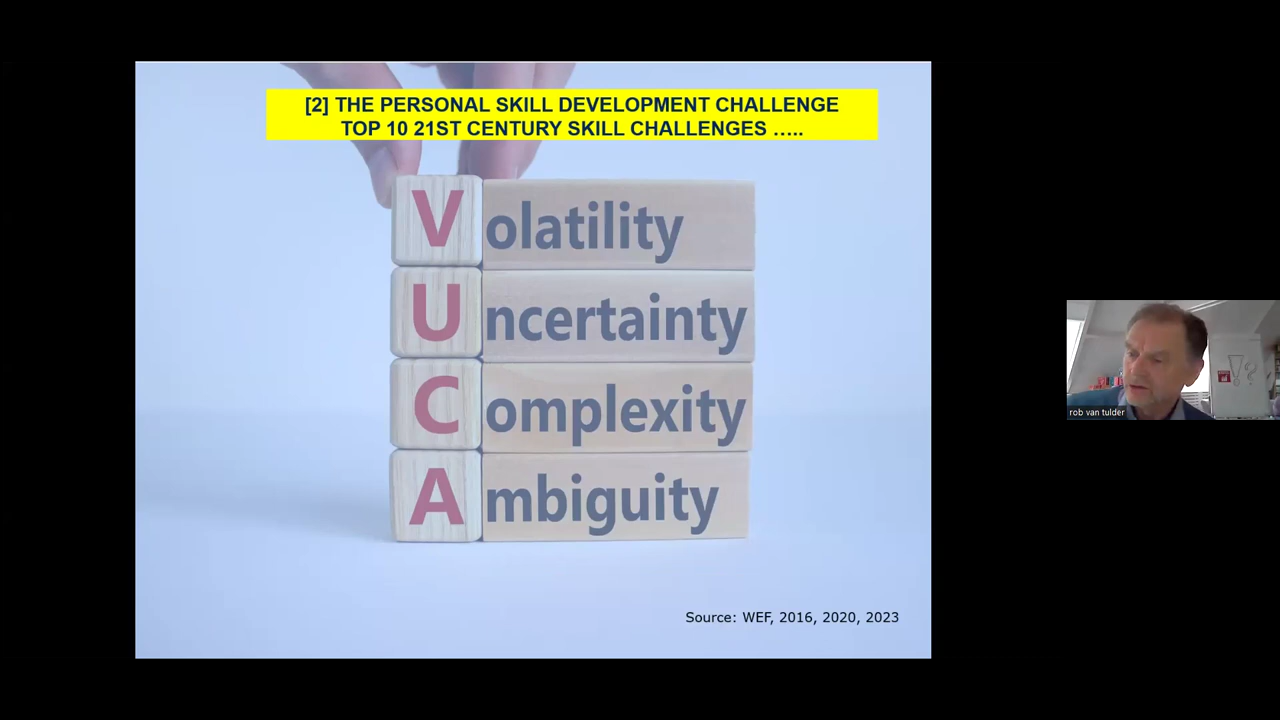 [2] THE PERSONAL SKILL DEVELOPMENT CHALLENGE
TOP 10 21ST CENTURY SKILL CHALLENGES …..
Volatility
Uncertainty
Complexity
Ambiguity
Source: WEF, 2016, 2020, 2023
rob van tulder